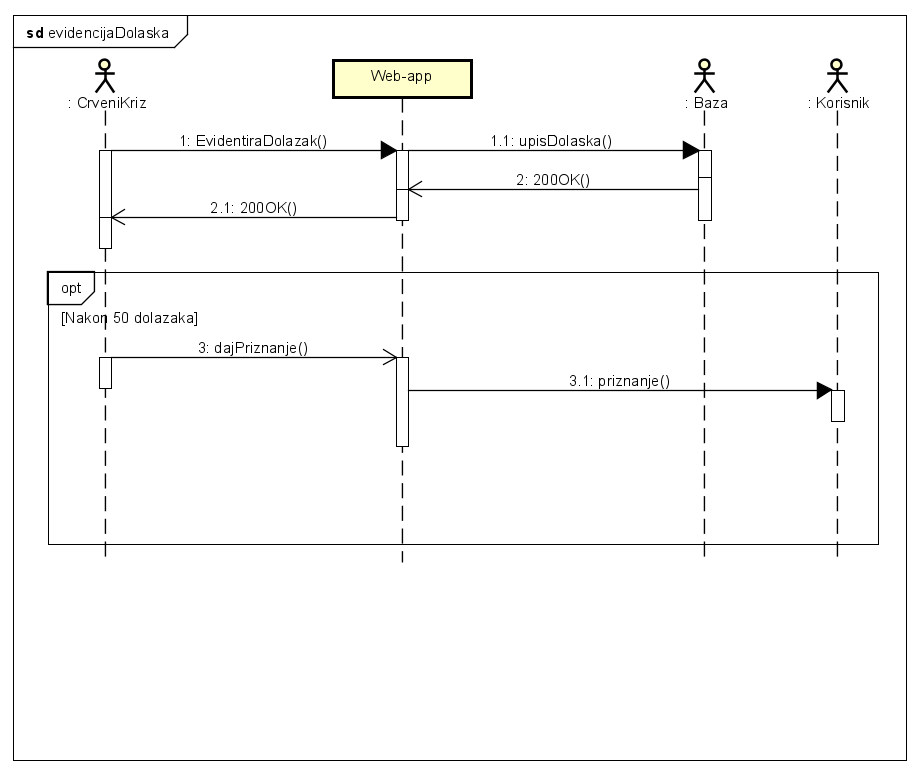 sd evidencijaDolaska
: CrveniKriz
Web-app
: Baza
: Korisnik
1: EvidentiraDolazak()
1.1: upisDolaska()
2: 200OK()
2.1: 200OK()
opt
[Nakon 50 dolazaka]
3: dajPriznanje()
3.1: priznanje()